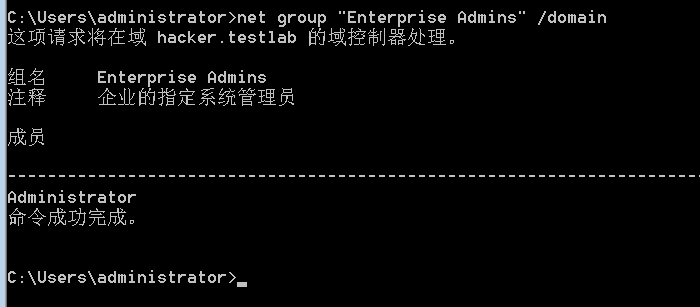 C:\Users\administrator>net group "Enterprise Admins" /domain
这项请求将在域 hacker.testlab 的域控制器处理。
组名     Enterprise Admins
注释     企业的指定系统管理员
成员
-------------------------------------------------------------------------------
Administrator
命令成功完成。
C:\Users\administrator>_